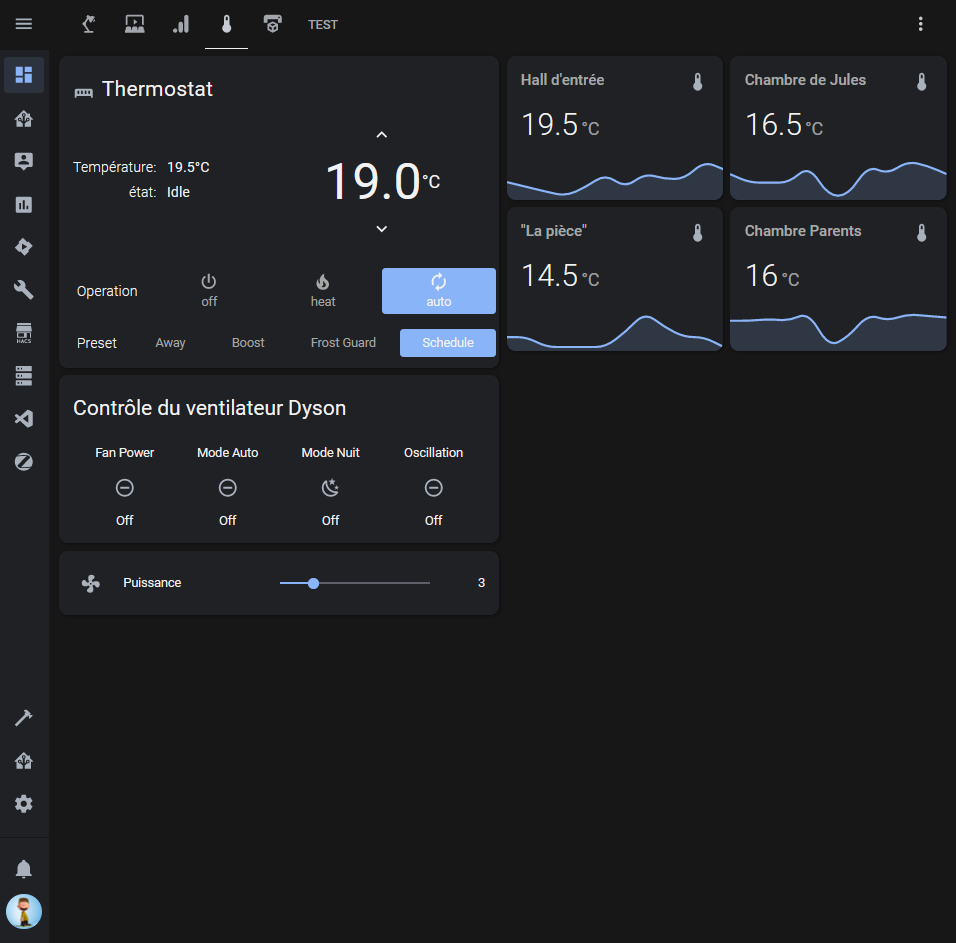 TEST
HACS
Thermostat
Température: 19.5°C
état: Idle
19.0°C
Operation off heat auto
Preset Away Boost Frost Guard Schedule
Contrôle du ventilateur Dyson
Fan Power Mode Auto Mode Nuit Oscillation
Off Off Off Off
Puissance 3
Hall d'entrée
19.5 °C
Chambre de Jules
16.5 °C
"La pièce"
14.5 °C
Chambre Parents
16 °C